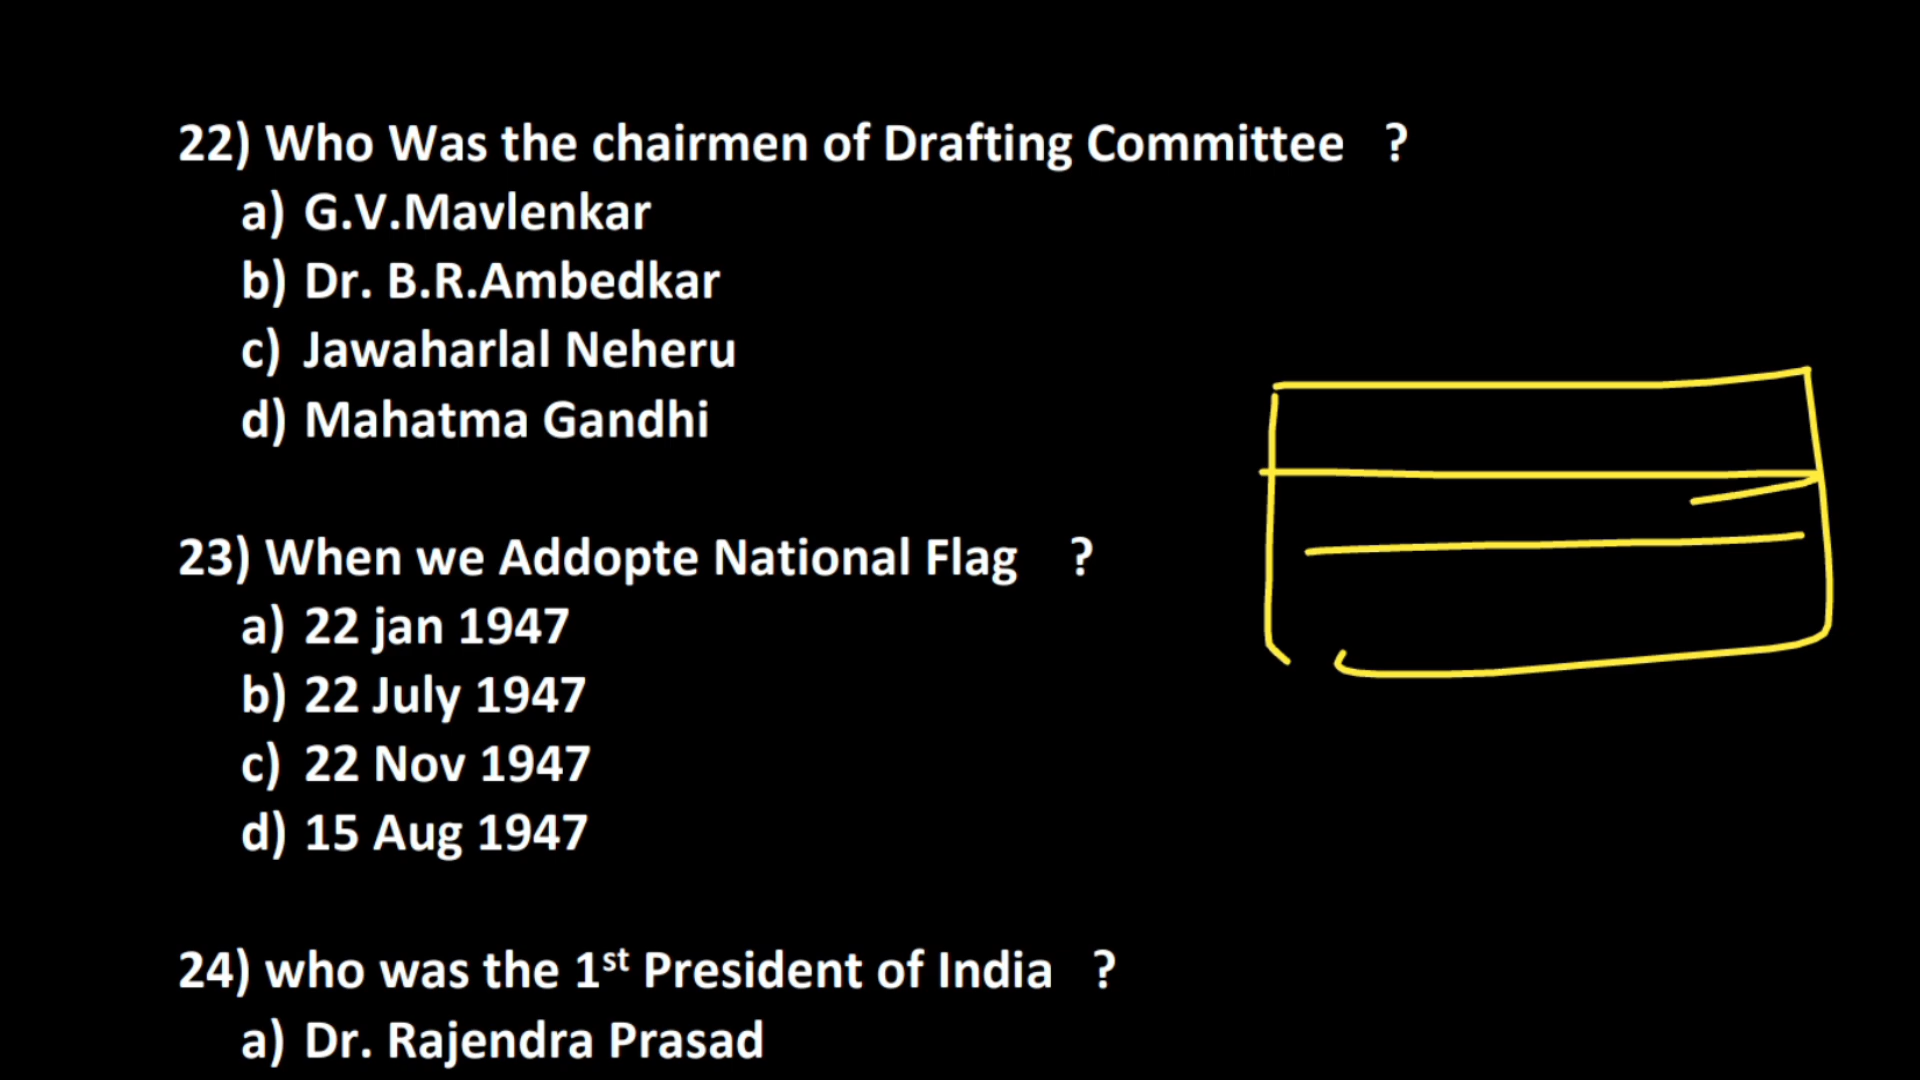 22) Who Was the chairmen of Drafting Committee ?
a) G.V.Mavlenkar
b) Dr. B.R.Ambedkar
c) Jawaharlal Neheru
d) Mahatma Gandhi
23) When we Addopte National Flag ?
a) 22 jan 1947
b) 22 July 1947
c) 22 Nov 1947
d) 15 Aug 1947
24) who was the 1st President of India ?
a) Dr. Rajendra Prasad